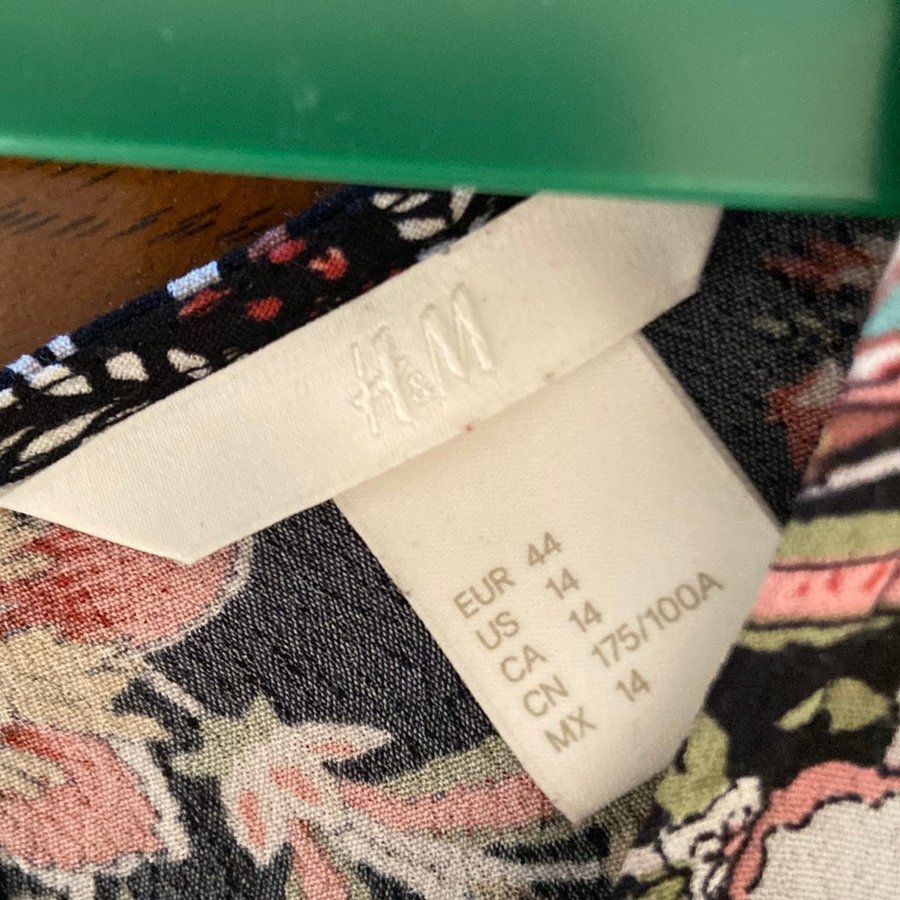 H&M
EUR 44
US 14
CA 14
CN 175/100A
MX 14